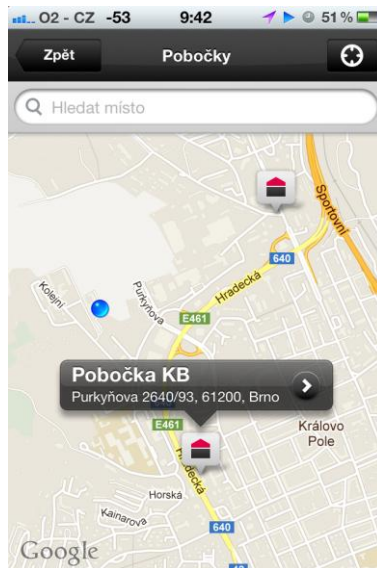 O2 - CZ -53 9:42 51 %
Zpět
Pobočky
Hledat místo
Sportovní
640
Hradecká
Kolejní
Purkyňova
E461
Pobočka KB
Purkyňova 2640/93, 61200, Brno
E461
Královo
Pole
Hradecká
Horská
Kainarova
640
Google